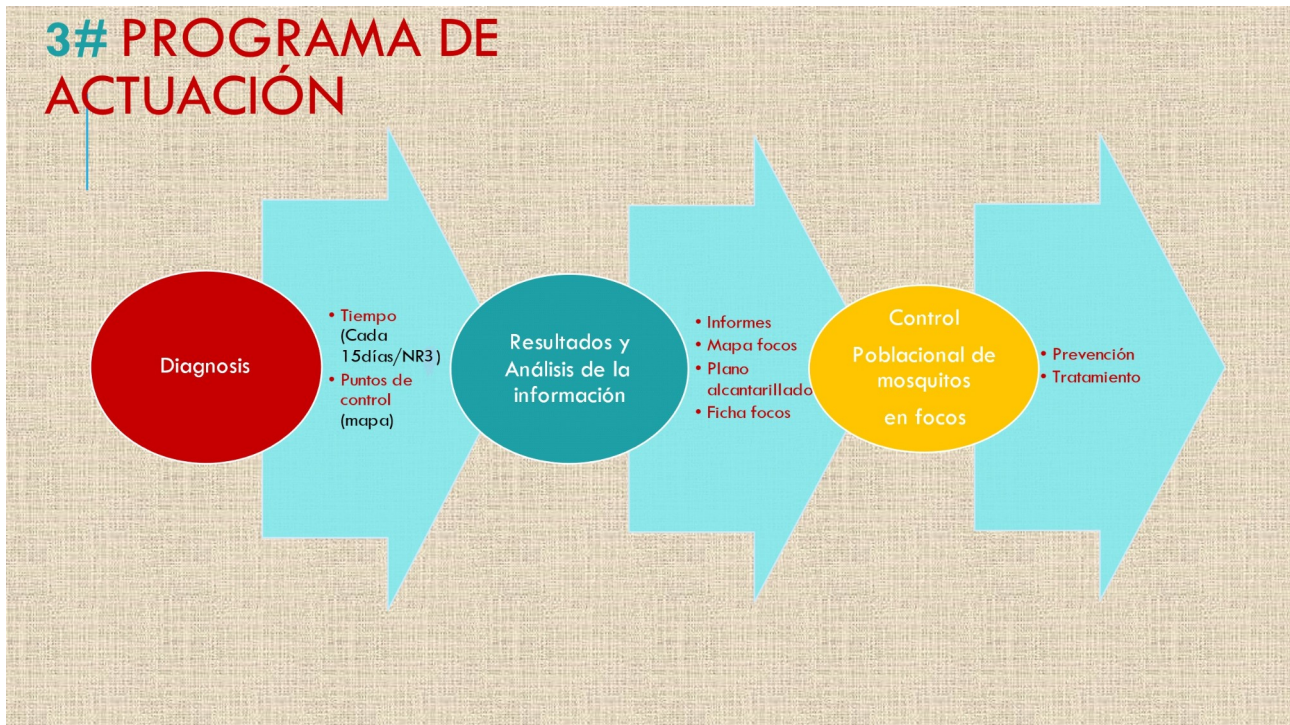 3# PROGRAMA DE
ACTUACIÓN
Diagnosis
• Tiempo
(Cada
15días/NR3)
• Puntos de
control
(mapa)
Resultados y
Análisis de la
información
• Informes
• Mapa focos
• Plano
alcantarillado
• Ficha focos
Control
Poblacional de
mosquitos
en focos
• Prevención
• Tratamiento